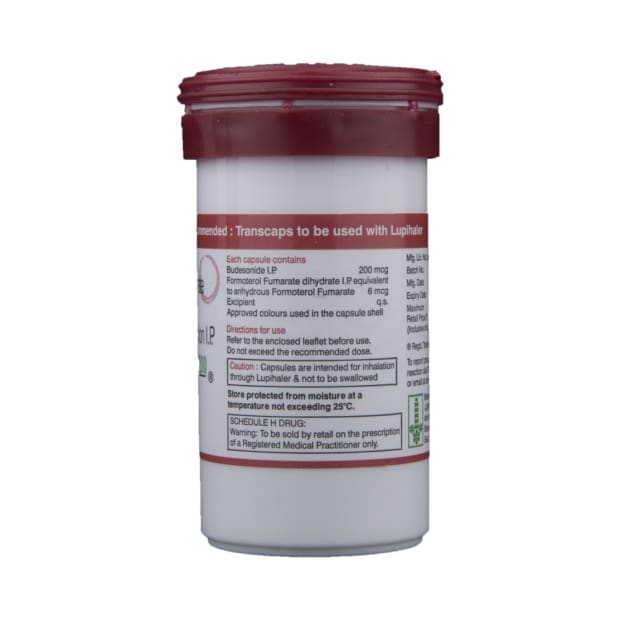 : Transcaps to be used with Lupihaler
Each capsule contains
Budesonide I.P. 200 mcg
Formoterol Fumarate dihydrate I.P. equivalent
to anhydrous Formoterol Fumarate 6 mcg
Excipient q.s.
Approved colours used in the capsule shell
Directions for use
Refer to the enclosed leaflet before use.
Do not exceed the recommended dose.
Caution : Capsules are intended for inhalation
through Lupihaler & not to be swallowed
Store protected from moisture at a
temperature not exceeding 25°C.
SCHEDULE H DRUG:
Warning: To be sold by retail on the prescription
of a Registered Medical Practitioner only.
I.P.
®
Mfg. Lic. No.
Batch No.
Mfg. Date
Expiry Date
Maximum
Retail Price
(Inclusive
® Regd.
To report
or email